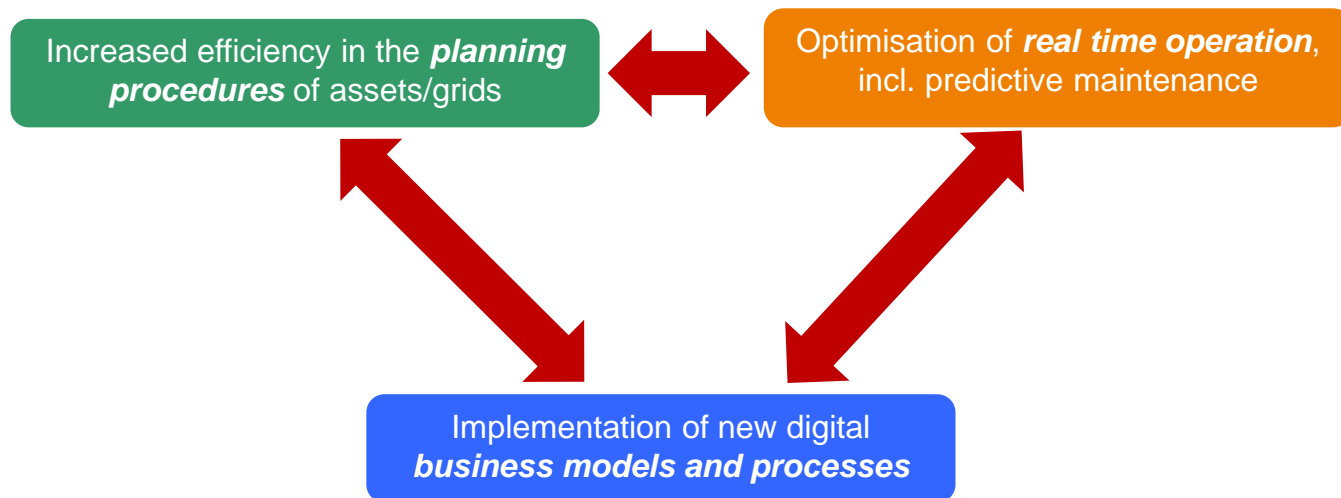 Increased efficiency in the planning
procedures of assets/grids
Optimisation of real time operation,
incl. predictive maintenance
Implementation of new digital
business models and processes